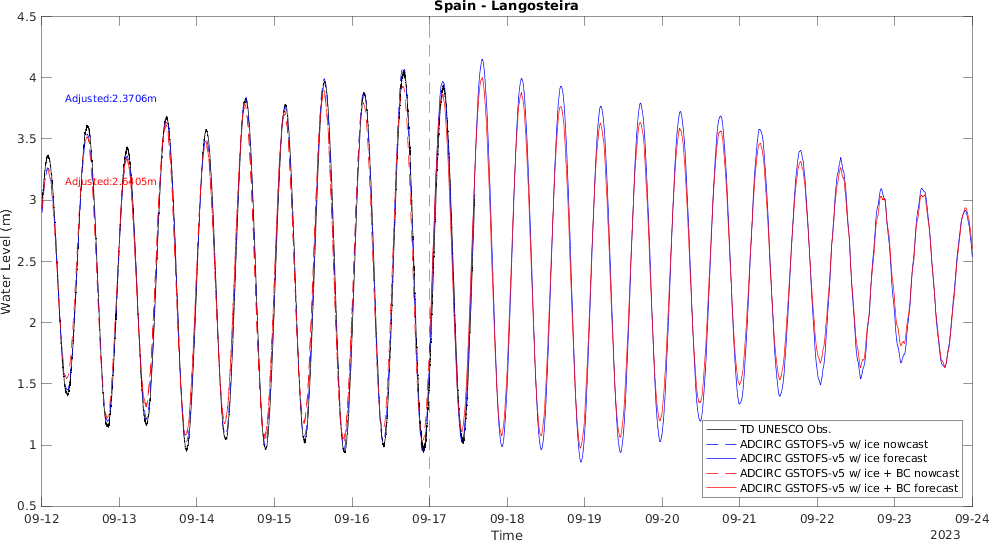 Spain - Langosteira
4.5
4
3.5
3
2.5
2
1.5
1
0.5
Water Level (m)
Adjusted:2.3706m
Adjusted:2.6405m
TD UNESCO Obs.
ADCIRC GSTOFS-v5 w/ ice nowcast
ADCIRC GSTOFS-v5 w/ ice forecast
ADCIRC GSTOFS-v5 w/ ice + BC nowcast
ADCIRC GSTOFS-v5 w/ ice + BC forecast
09-12 09-13 09-14 09-15 09-16 09-17 09-18 09-19 09-20 09-21 09-22 09-23 09-24
Time
2023